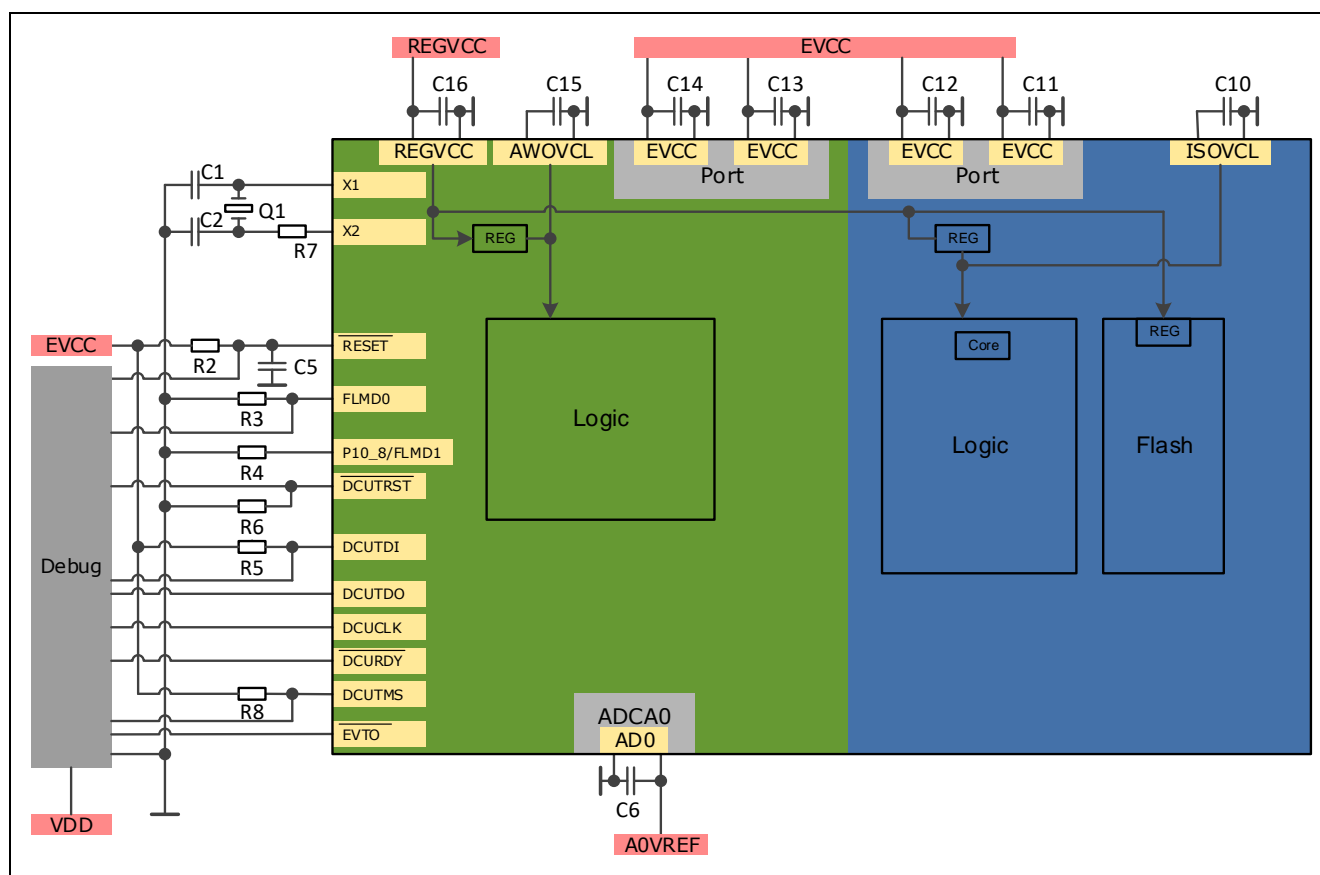 REGVCC
EVCC
C16
C15
C14
C13
C12
C11
C10
REGVCC
AWOVCL
EVCC
EVCC
EVCC
EVCC
ISOVCL
Port
Port
C1
X1
Q1
C2
X2
R7
REG
REG
EVCC
R2
C5
RESET
REG
Core
R3
FLMD0
Logic
Logic
Flash
R4
P10_8/FLMD1
DCUTRST
R6
Debug
R5
DCUTDI
DCUTDO
DCUCLK
DCURDY
R8
DCUTMS
EVTO
ADCA0
AD0
C6
VDD
A0VREF